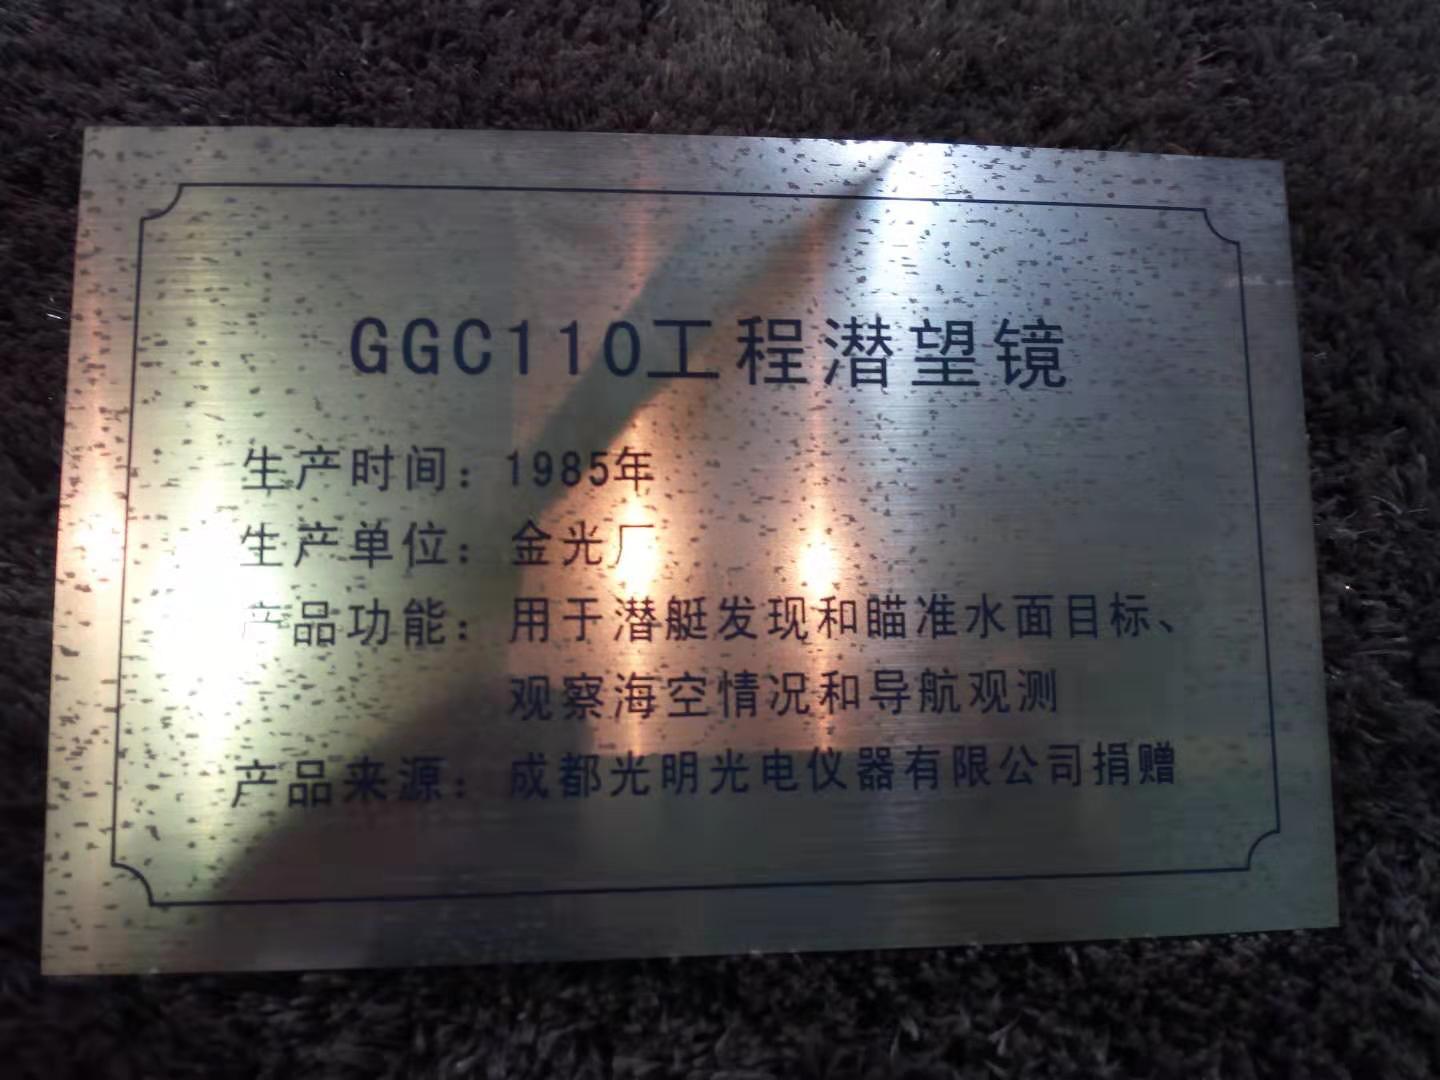 GGC110工程潜望镜
生产时间：1985年
生产单位：金光厂
产品功能：用于潜艇发现和瞄准水面目标、
观察海空情况和导航观测
产品来源：成都光明光电仪器有限公司捐赠